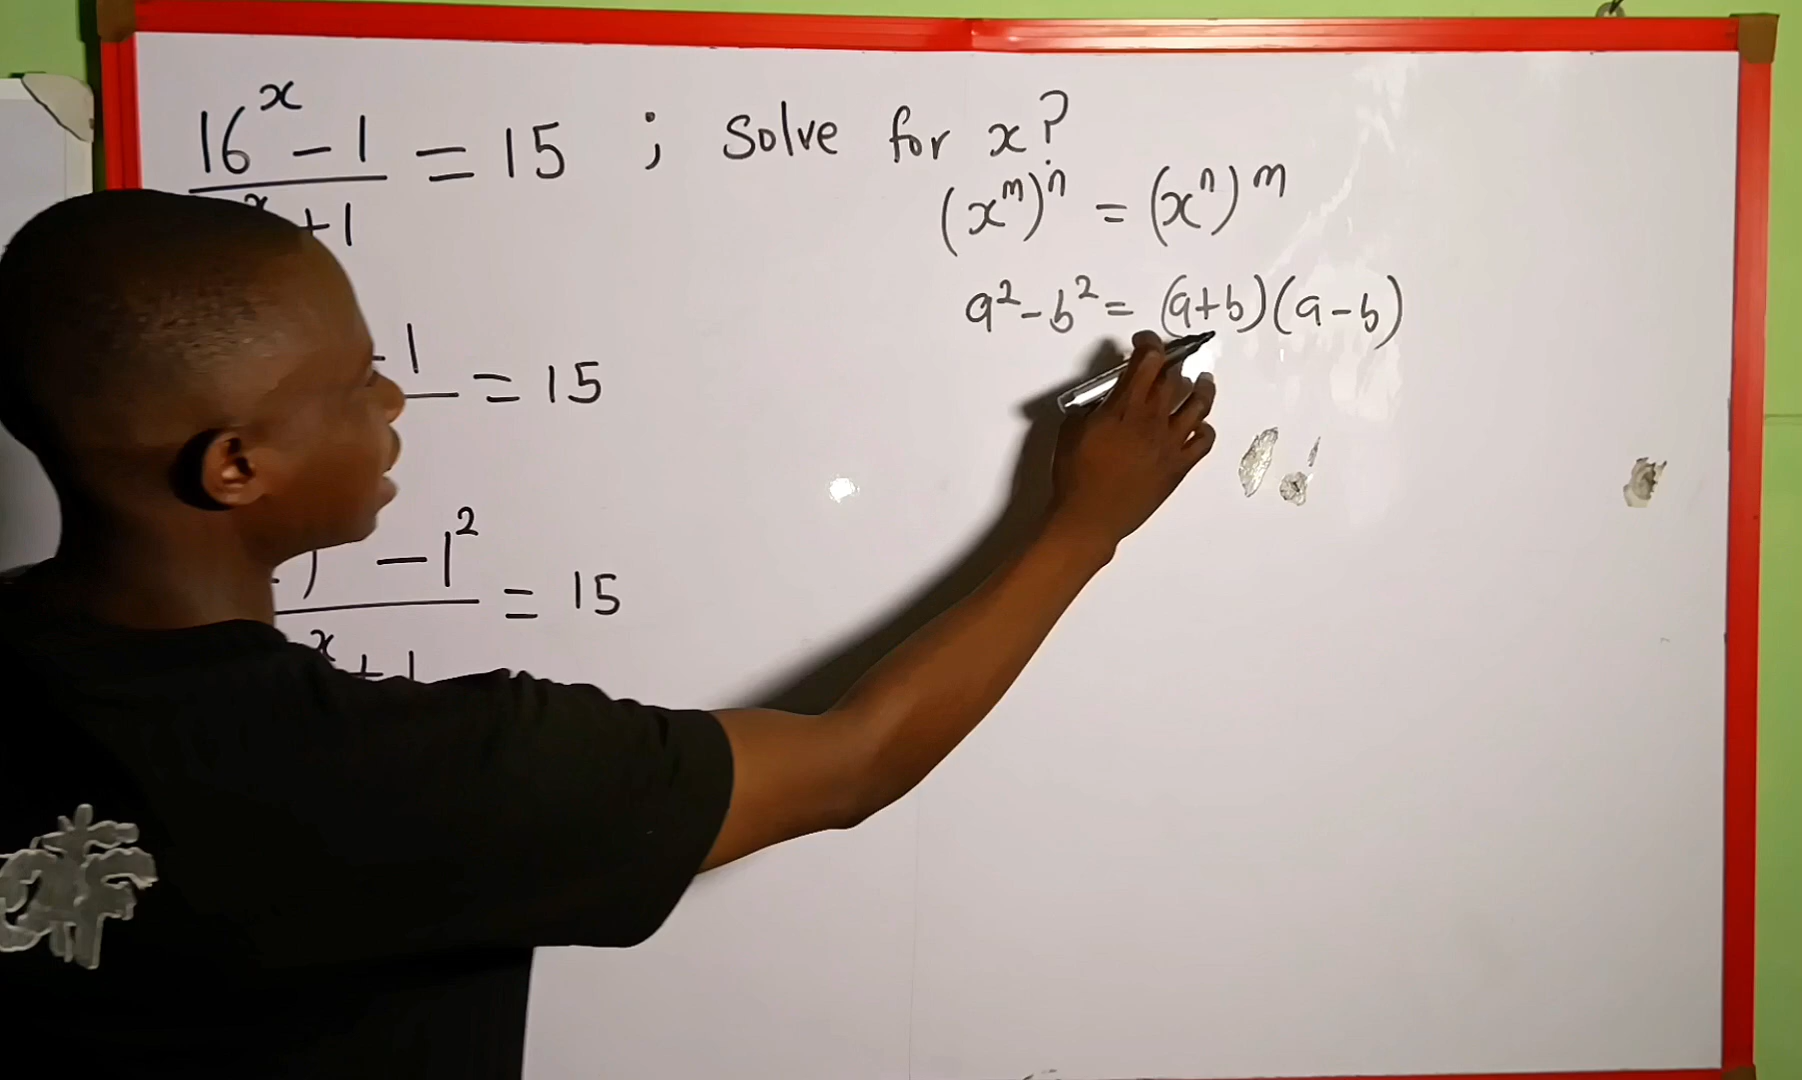 16^x - 1 = 15 ; Solve for x?
x + 1
(x^m)^n = (x^n)^m
a² - b² = (a+b)(a-b)
- 1 = 15
) - 1² = 15
x + 1